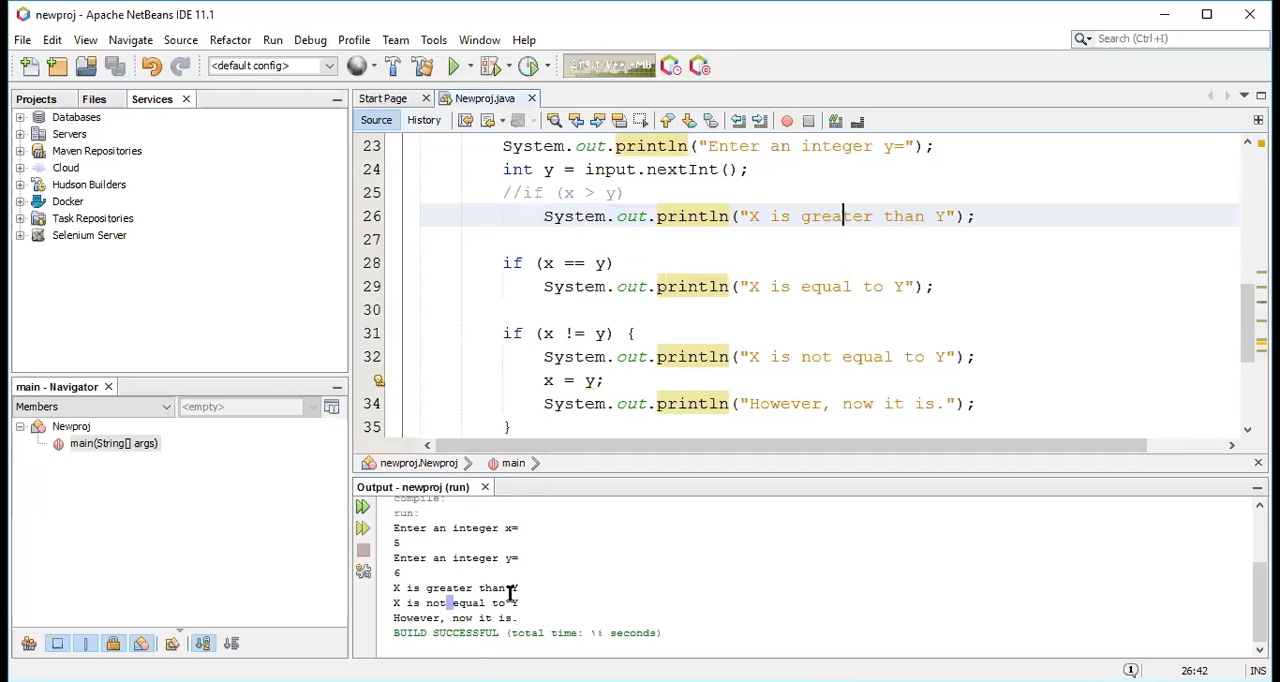 newproj - Apache NetBeans IDE 11.1
File Edit View Navigate Source Refactor Run Debug Profile Team Tools Window Help
Search (Ctrl+I)
<default config>
Projects Files Services
Start Page Newproj.java
Source History
Databases
Servers
Maven Repositories
Cloud
Hudson Builders
Docker
Task Repositories
Selenium Server
23 System.out.println("Enter an integer y=");
24 int y = input.nextInt();
25 //if (x > y)
26 System.out.println("X is greater than Y");
27
28 if (x == y)
29 System.out.println("X is equal to Y");
30
31 if (x != y) {
32 System.out.println("X is not equal to Y");
x = y;
34 System.out.println("However, now it is.");
35 }
main - Navigator
Members <empty>
Newproj
main(String[] args)
newproj.Newproj main
Output - newproj (run)
compile:
run:
Enter an integer x=
5
Enter an integer y=
6
X is greater than Y
X is not equal to Y
However, now it is.
BUILD SUCCESSFUL (total time: seconds)
1
26:42 INS